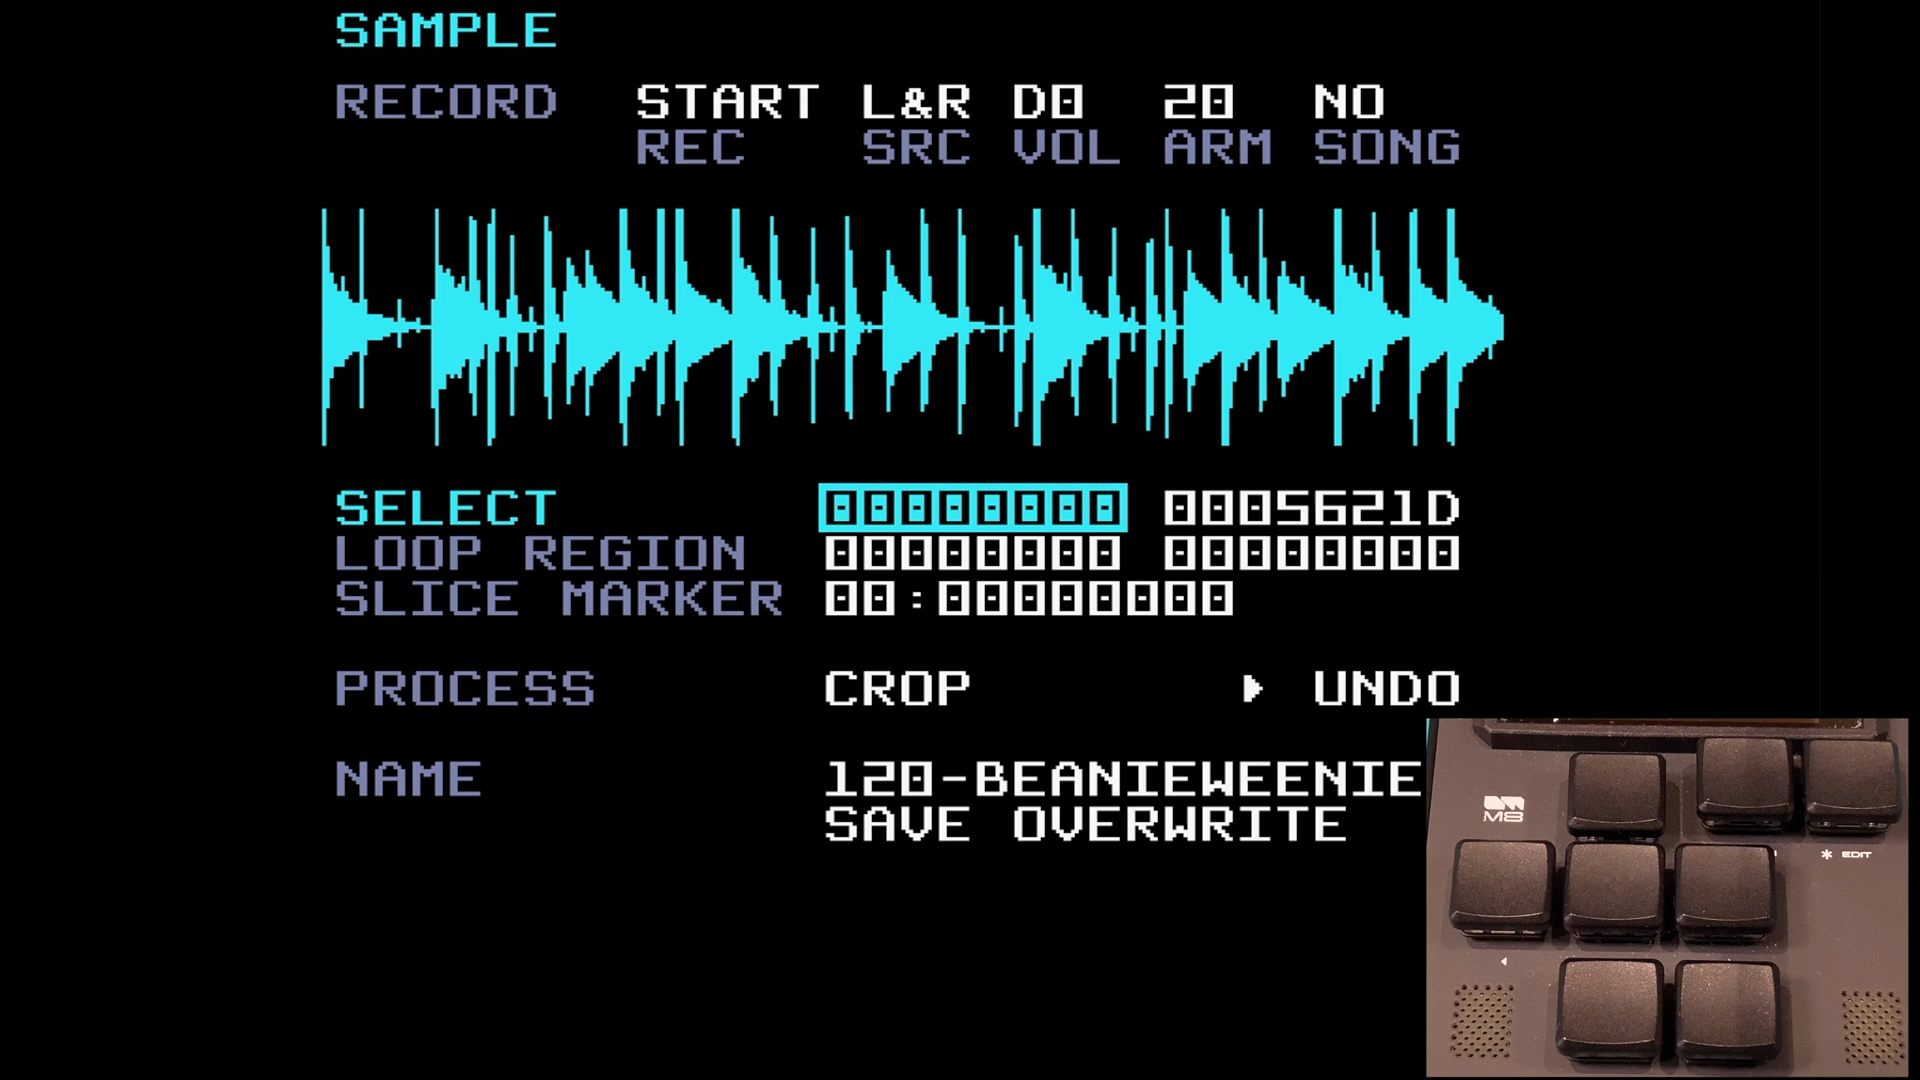 SAMPLE
RECORD START L&R D0 20 NO
REC SRC VOL ARM SONG
SELECT 00000000 0005621D
LOOP REGION 00000000 00000000
SLICE MARKER 00:00000000
PROCESS CROP ▶ UNDO
NAME 120-BEANIEWEENIE
SAVE OVERWRITE
M8
* EDIT